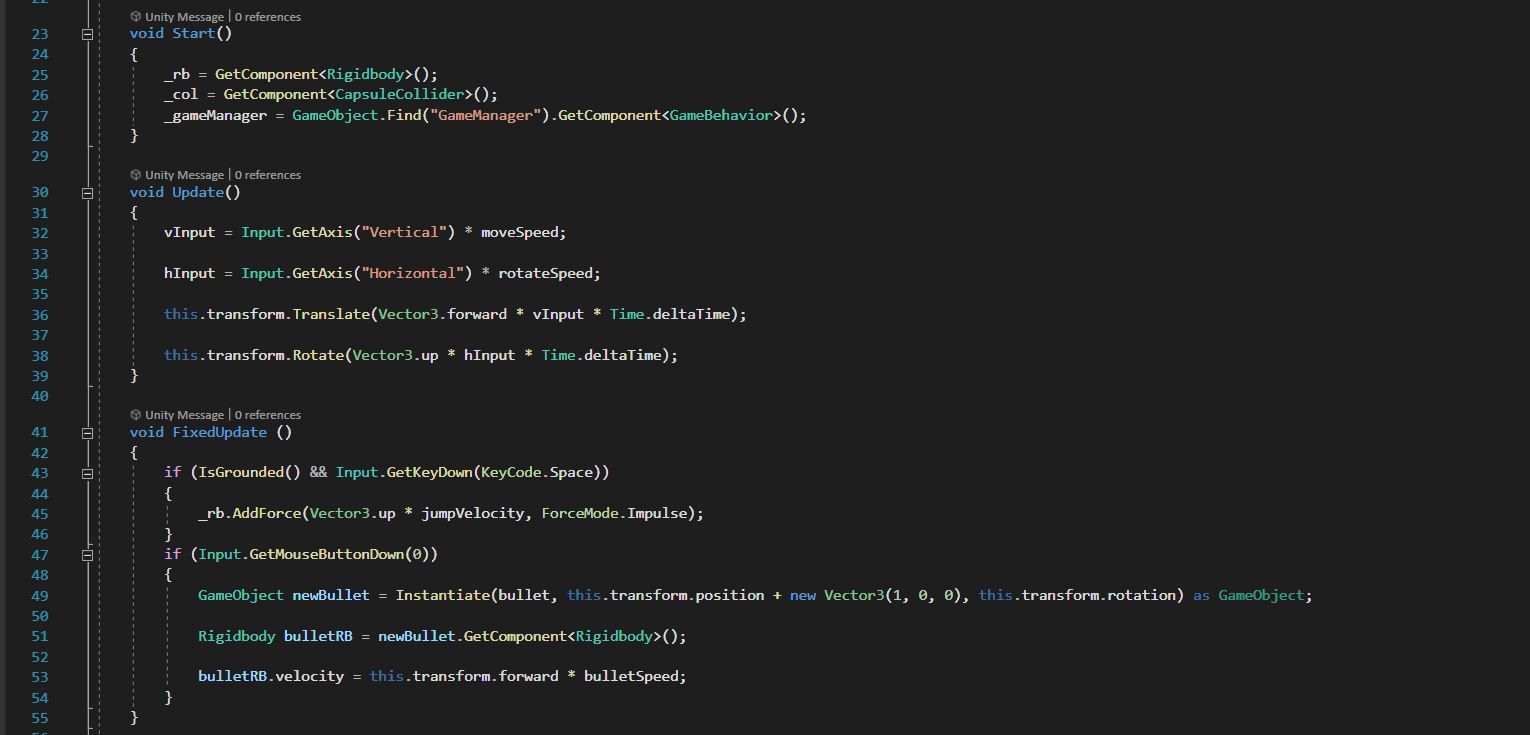 Unity Message | 0 references
23 void Start()
24 {
25 _rb = GetComponent<Rigidbody>();
26 _col = GetComponent<CapsuleCollider>();
27 _gameManager = GameObject.Find("GameManager").GetComponent<GameBehavior>();
28 }
29
Unity Message | 0 references
30 void Update()
31 {
32 vInput = Input.GetAxis("Vertical") * moveSpeed;
33
34 hInput = Input.GetAxis("Horizontal") * rotateSpeed;
35
36 this.transform.Translate(Vector3.forward * vInput * Time.deltaTime);
37
38 this.transform.Rotate(Vector3.up * hInput * Time.deltaTime);
39 }
40
Unity Message | 0 references
41 void FixedUpdate ()
42 {
43 if (IsGrounded() && Input.GetKeyDown(KeyCode.Space))
44 {
45 _rb.AddForce(Vector3.up * jumpVelocity, ForceMode.Impulse);
46 }
47 if (Input.GetMouseButtonDown(0))
48 {
49 GameObject newBullet = Instantiate(bullet, this.transform.position + new Vector3(1, 0, 0), this.transform.rotation) as GameObject;
50
51 Rigidbody bulletRB = newBullet.GetComponent<Rigidbody>();
52
53 bulletRB.velocity = this.transform.forward * bulletSpeed;
54 }
55 }